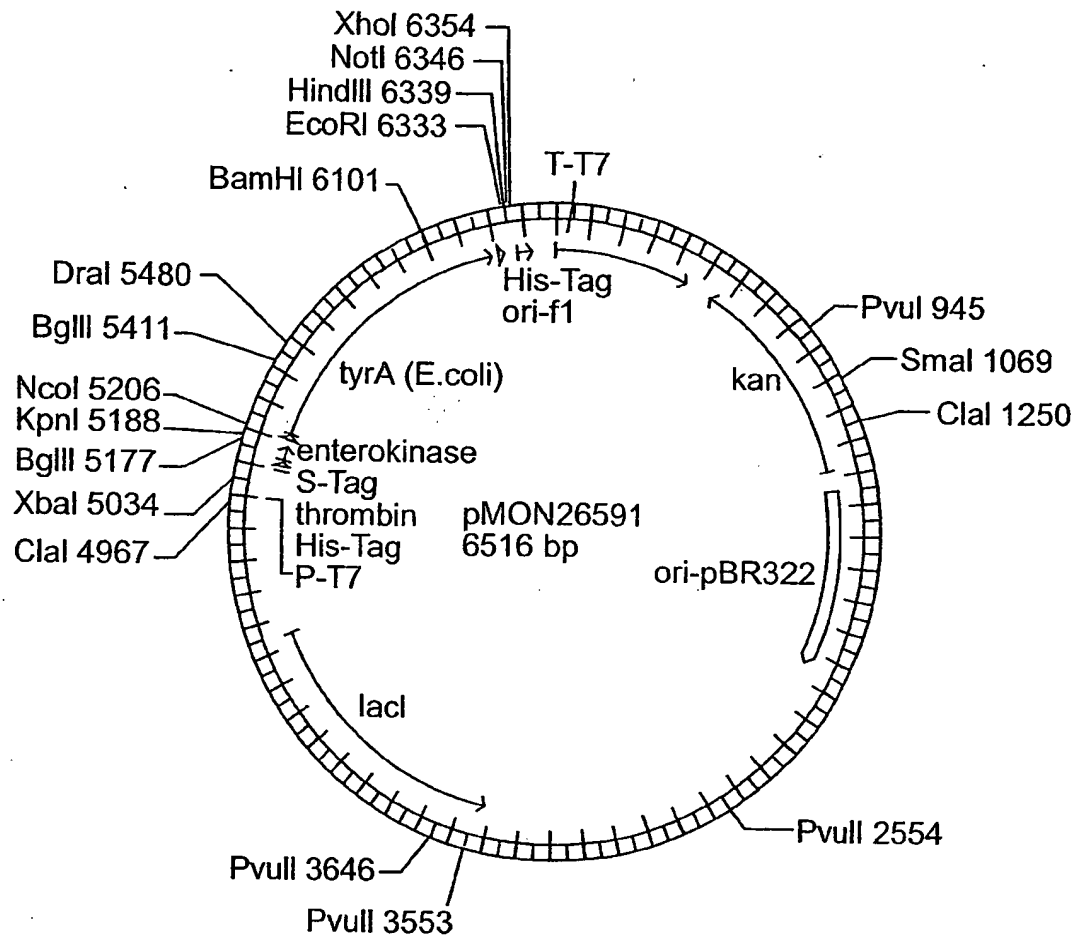 XhoI 6354
NotI 6346
HindIII 6339
EcoRI 6333
T-T7
BamHI 6101
His-Tag
ori-f1
DraI 5480
PvuI 945
BglII 5411
SmaI 1069
tyrA (E.coli)
kan
NcoI 5206
ClaI 1250
KpnI 5188
enterokinase
BglII 5177
S-Tag
XbaI 5034
thrombin
pMON26591
ClaI 4967
His-Tag
6516 bp
P-T7
ori-pBR322
lacI
PvuII 2554
PvuII 3646
PvuII 3553